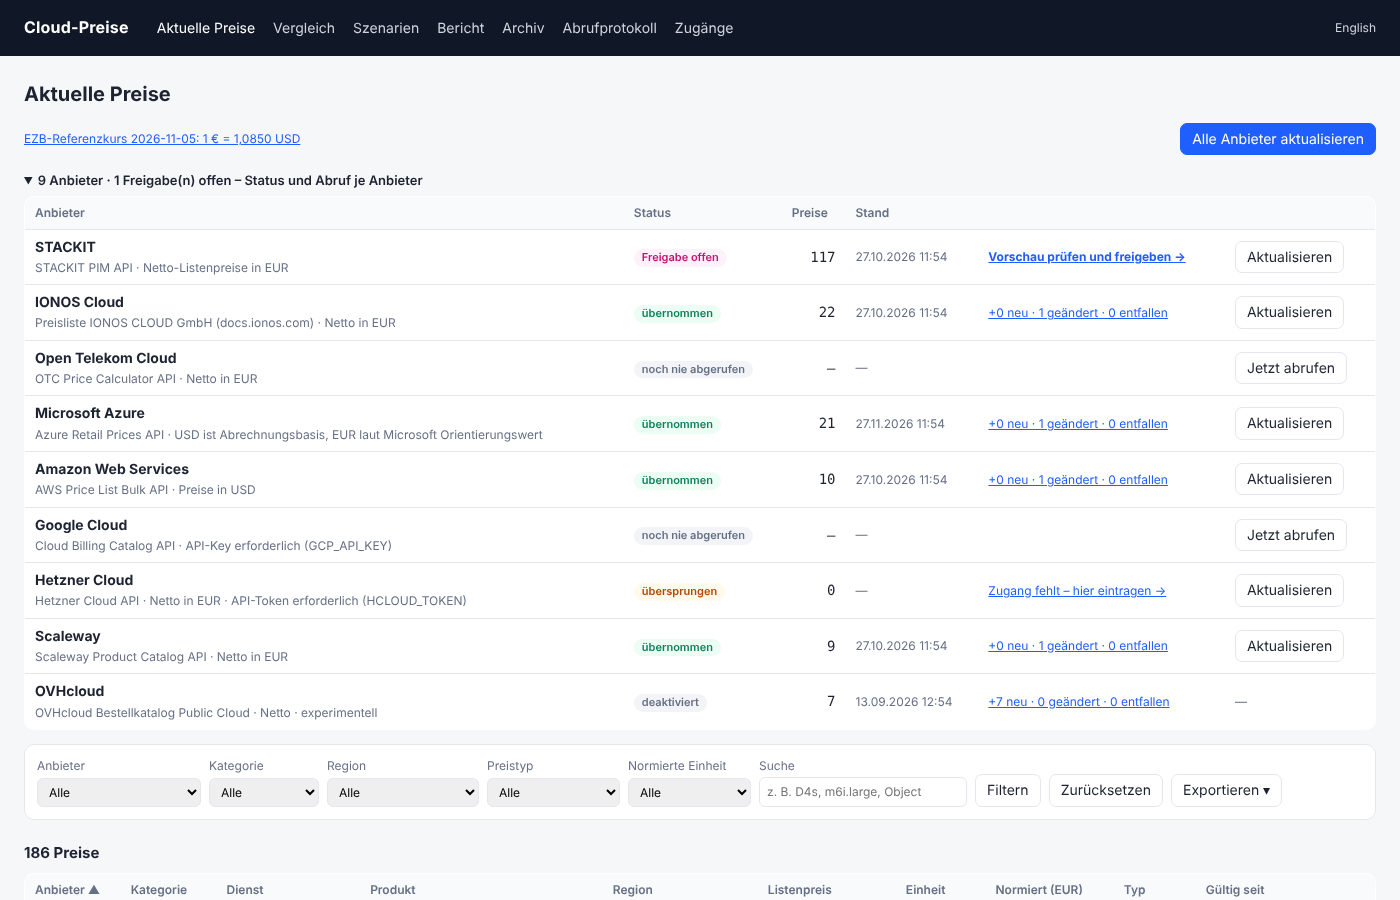 Cloud-Preise Aktuelle Preise Vergleich Szenarien Bericht Archiv Abrufprotokoll Zugänge English
Aktuelle Preise
EZB-Referenzkurs 2026-11-05: 1 € = 1,0850 USD Alle Anbieter aktualisieren
▼ 9 Anbieter · 1 Freigabe(n) offen – Status und Abruf je Anbieter
Anbieter Status Preise Stand
STACKIT
STACKIT PIM API · Netto-Listenpreise in EUR
Freigabe offen 117 27.10.2026 11:54 Vorschau prüfen und freigeben → Aktualisieren
IONOS Cloud
Preisliste IONOS CLOUD GmbH (docs.ionos.com) · Netto in EUR
übernommen 22 27.10.2026 11:54 +0 neu · 1 geändert · 0 entfallen Aktualisieren
Open Telekom Cloud
OTC Price Calculator API · Netto in EUR
noch nie abgerufen – — Jetzt abrufen
Microsoft Azure
Azure Retail Prices API · USD ist Abrechnungsbasis, EUR laut Microsoft Orientierungswert
übernommen 21 27.11.2026 11:54 +0 neu · 1 geändert · 0 entfallen Aktualisieren
Amazon Web Services
AWS Price List Bulk API · Preise in USD
übernommen 10 27.10.2026 11:54 +0 neu · 1 geändert · 0 entfallen Aktualisieren
Google Cloud
Cloud Billing Catalog API · API-Key erforderlich (GCP_API_KEY)
noch nie abgerufen – — Jetzt abrufen
Hetzner Cloud
Hetzner Cloud API · Netto in EUR · API-Token erforderlich (HCLOUD_TOKEN)
übersprungen 0 — Zugang fehlt – hier eintragen → Aktualisieren
Scaleway
Scaleway Product Catalog API · Netto in EUR
übernommen 9 27.10.2026 11:54 +0 neu · 1 geändert · 0 entfallen Aktualisieren
OVHcloud
OVHcloud Bestellkatalog Public Cloud · Netto · experimentell
deaktiviert 7 13.09.2026 12:54 +7 neu · 0 geändert · 0 entfallen —
Anbieter Kategorie Region Preistyp Normierte Einheit Suche
Alle Alle Alle Alle Alle z. B. D4s, m6i.large, Object Filtern Zurücksetzen Exportieren ▾
186 Preise
Anbieter ▲ Kategorie Dienst Produkt Region Listenpreis Einheit Normiert (EUR) Typ Gültig seit